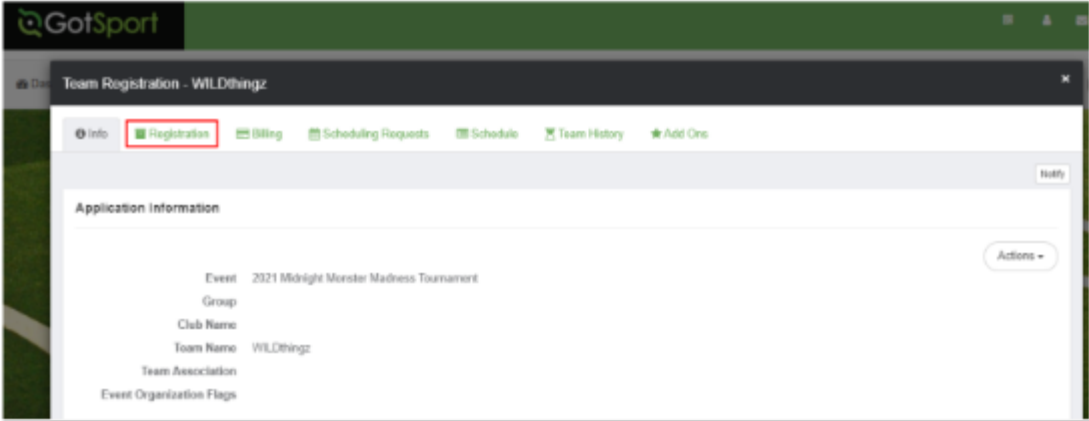 GotSport
Das
Team Registration - WILDthingz
×
Info Registration Billing Scheduling Requests Schedule Team History Add Ons
Notify
Application Information
Actions
Event 2021 Midnight Monster Madness Tournament
Group
Club Name
Team Name WILDthingz
Team Association
Event Organization Flags